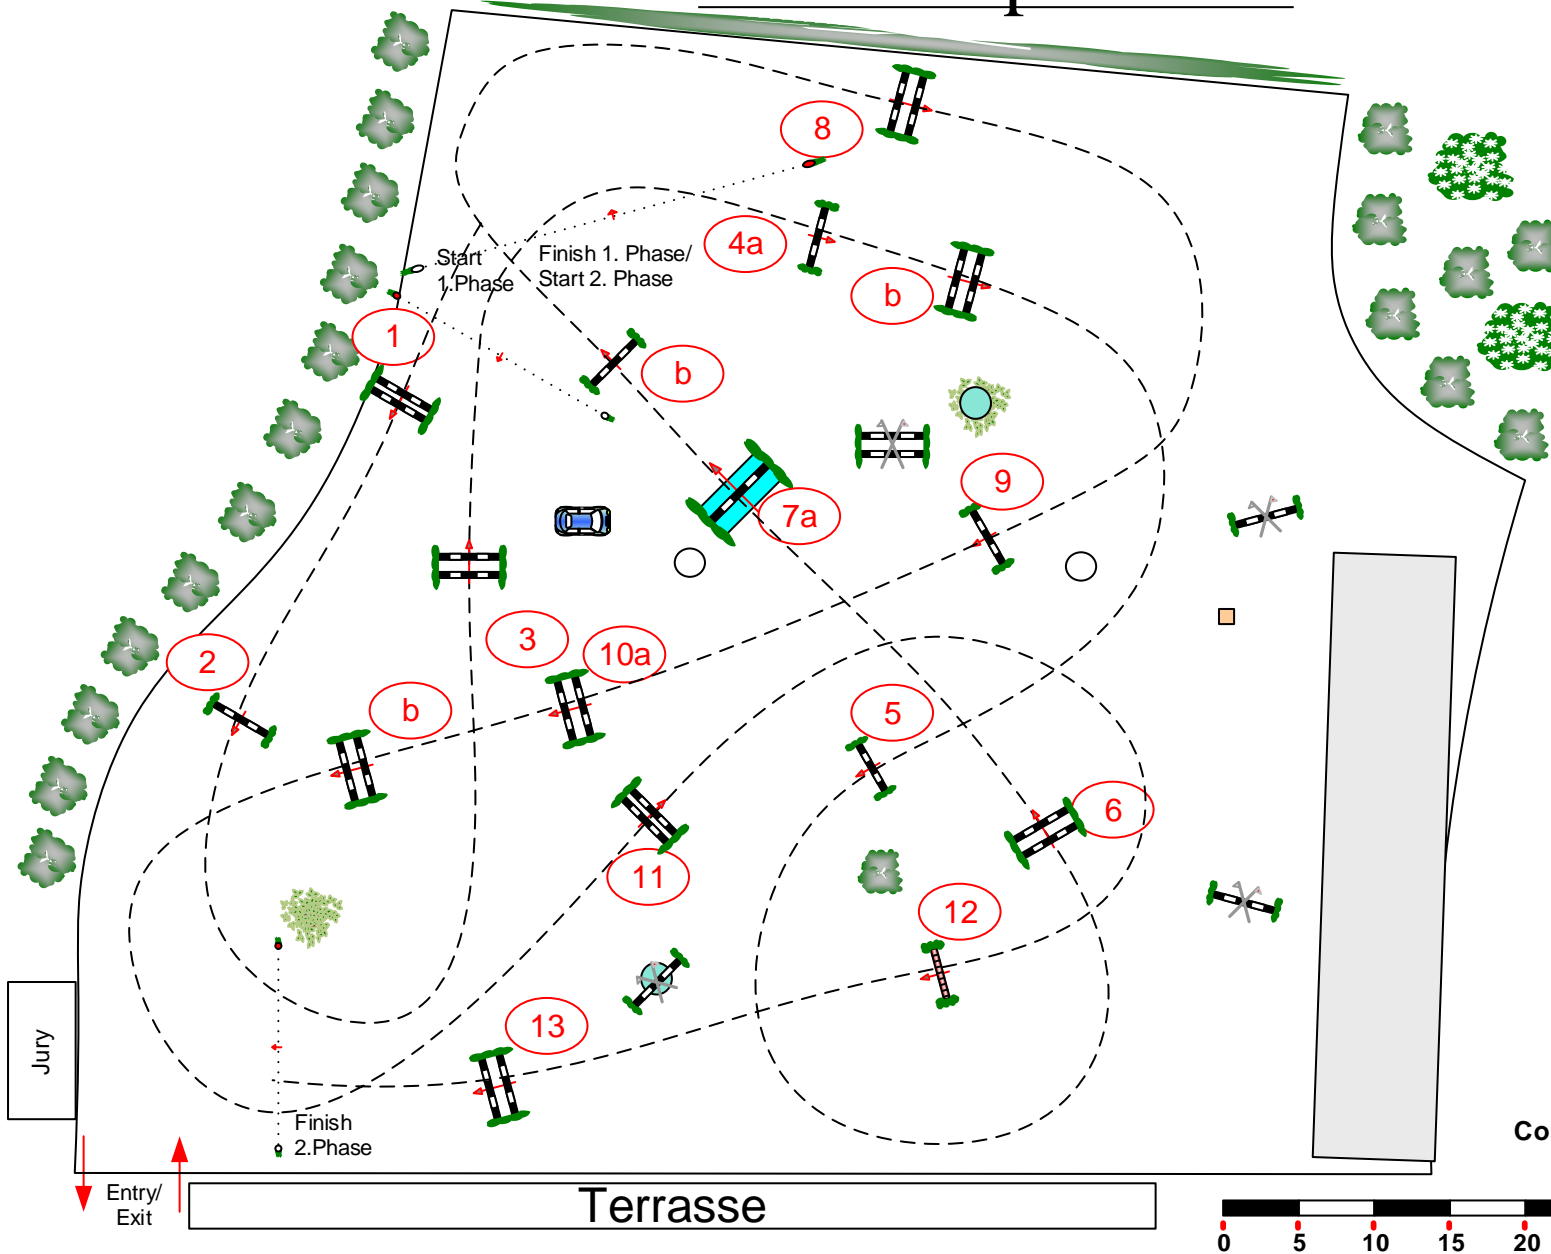 8
4a
b
Start
1.Phase
Finish 1. Phase/
Start 2. Phase
1
b
9
7a
3
10a
2
b
5
6
11
12
13
Jury
Finish
2.Phase
Entry/
Exit
Terrasse
Co
0 5 10 15 20